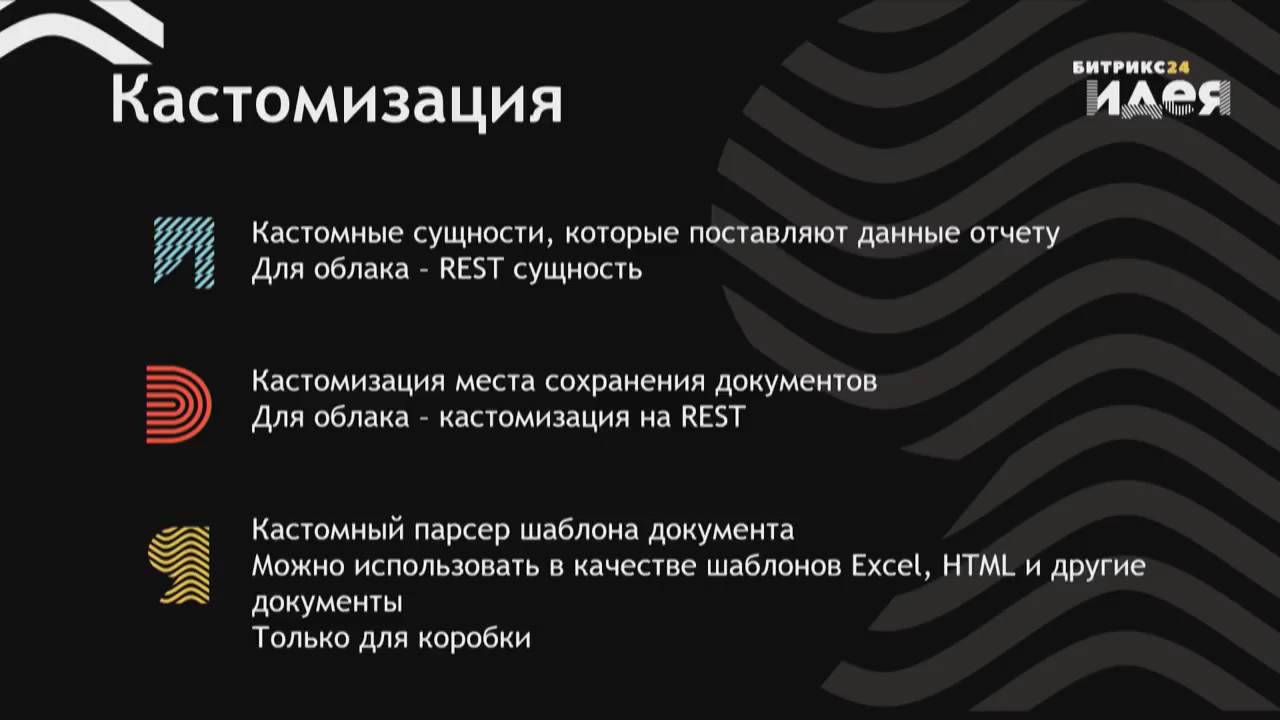 Кастомизация
БИТРИКС24
идея
Кастомные сущности, которые поставляют данные отчету
Для облака – REST сущность
Кастомизация места сохранения документов
Для облака – кастомизация на REST
Кастомный парсер шаблона документа
Можно использовать в качестве шаблонов Excel, HTML и другие
документы
Только для коробки